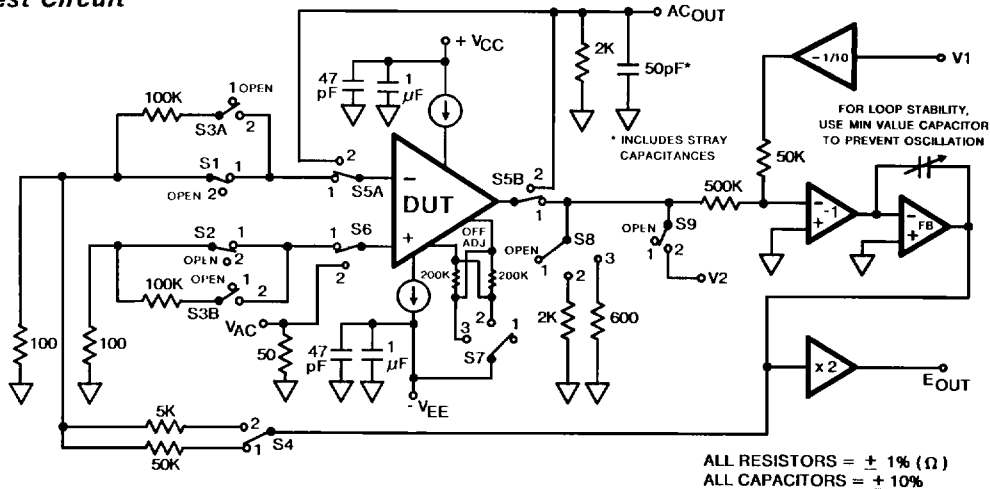 est Circuit
AC OUT
+ VCC
2K
50pF*
-1/10
V1
47 pF
1 µF
* INCLUDES STRAY
CAPACITANCES
FOR LOOP STABILITY,
USE MIN VALUE CAPACITOR
TO PREVENT OSCILLATION
100K
1 OPEN
S3A
2
S1
1
OPEN 2
2
1
S5A
−
DUT
+
S5B
2
1
50K
500K
−
+
-1
−
+
FB
OFF
ADJ
200K
200K
S2
1
OPEN 2
S6
1
2
100K
OPEN
1
S3B
2
OPEN
1
S8
2
3
S9
OPEN
1
2
V2
VAC
50
47
pF
1
µF
3
2
1
S7
2K
600
100
100
- VEE
x 2
EOUT
5K
50K
2
1
S4
ALL RESISTORS = ± 1% (Ω)
ALL CAPACITORS = ± 10%